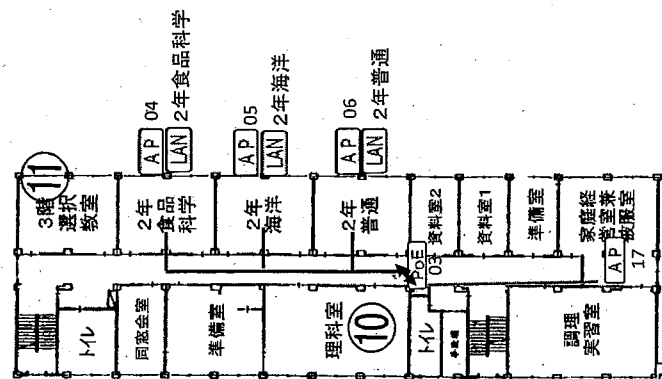 11
3階
選択
教室
AP 04
LAN 2年食品科学
2年
食品
科学
AP 05
LAN 2年海洋
2年
海洋
AP 06
LAN 2年普通
2年
普通
資料室2
資料室1
準備室
家庭経
営室兼
被服室
PoE
03
AP
17
トイレ
同窓会室
準備室
理科室
10
トイレ
調理
実習室